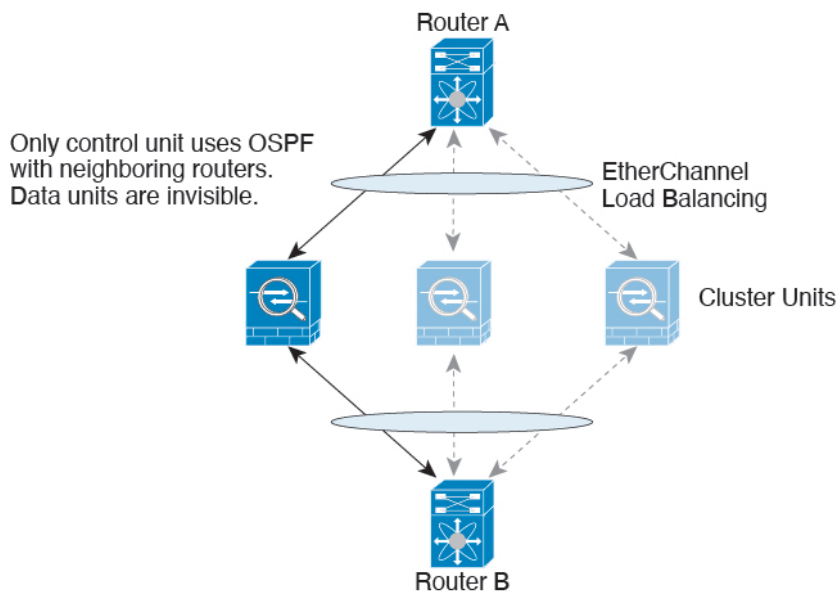 Router A
Only control unit uses OSPF
with neighboring routers.
Data units are invisible.
EtherChannel
Load Balancing
Cluster Units
Router B